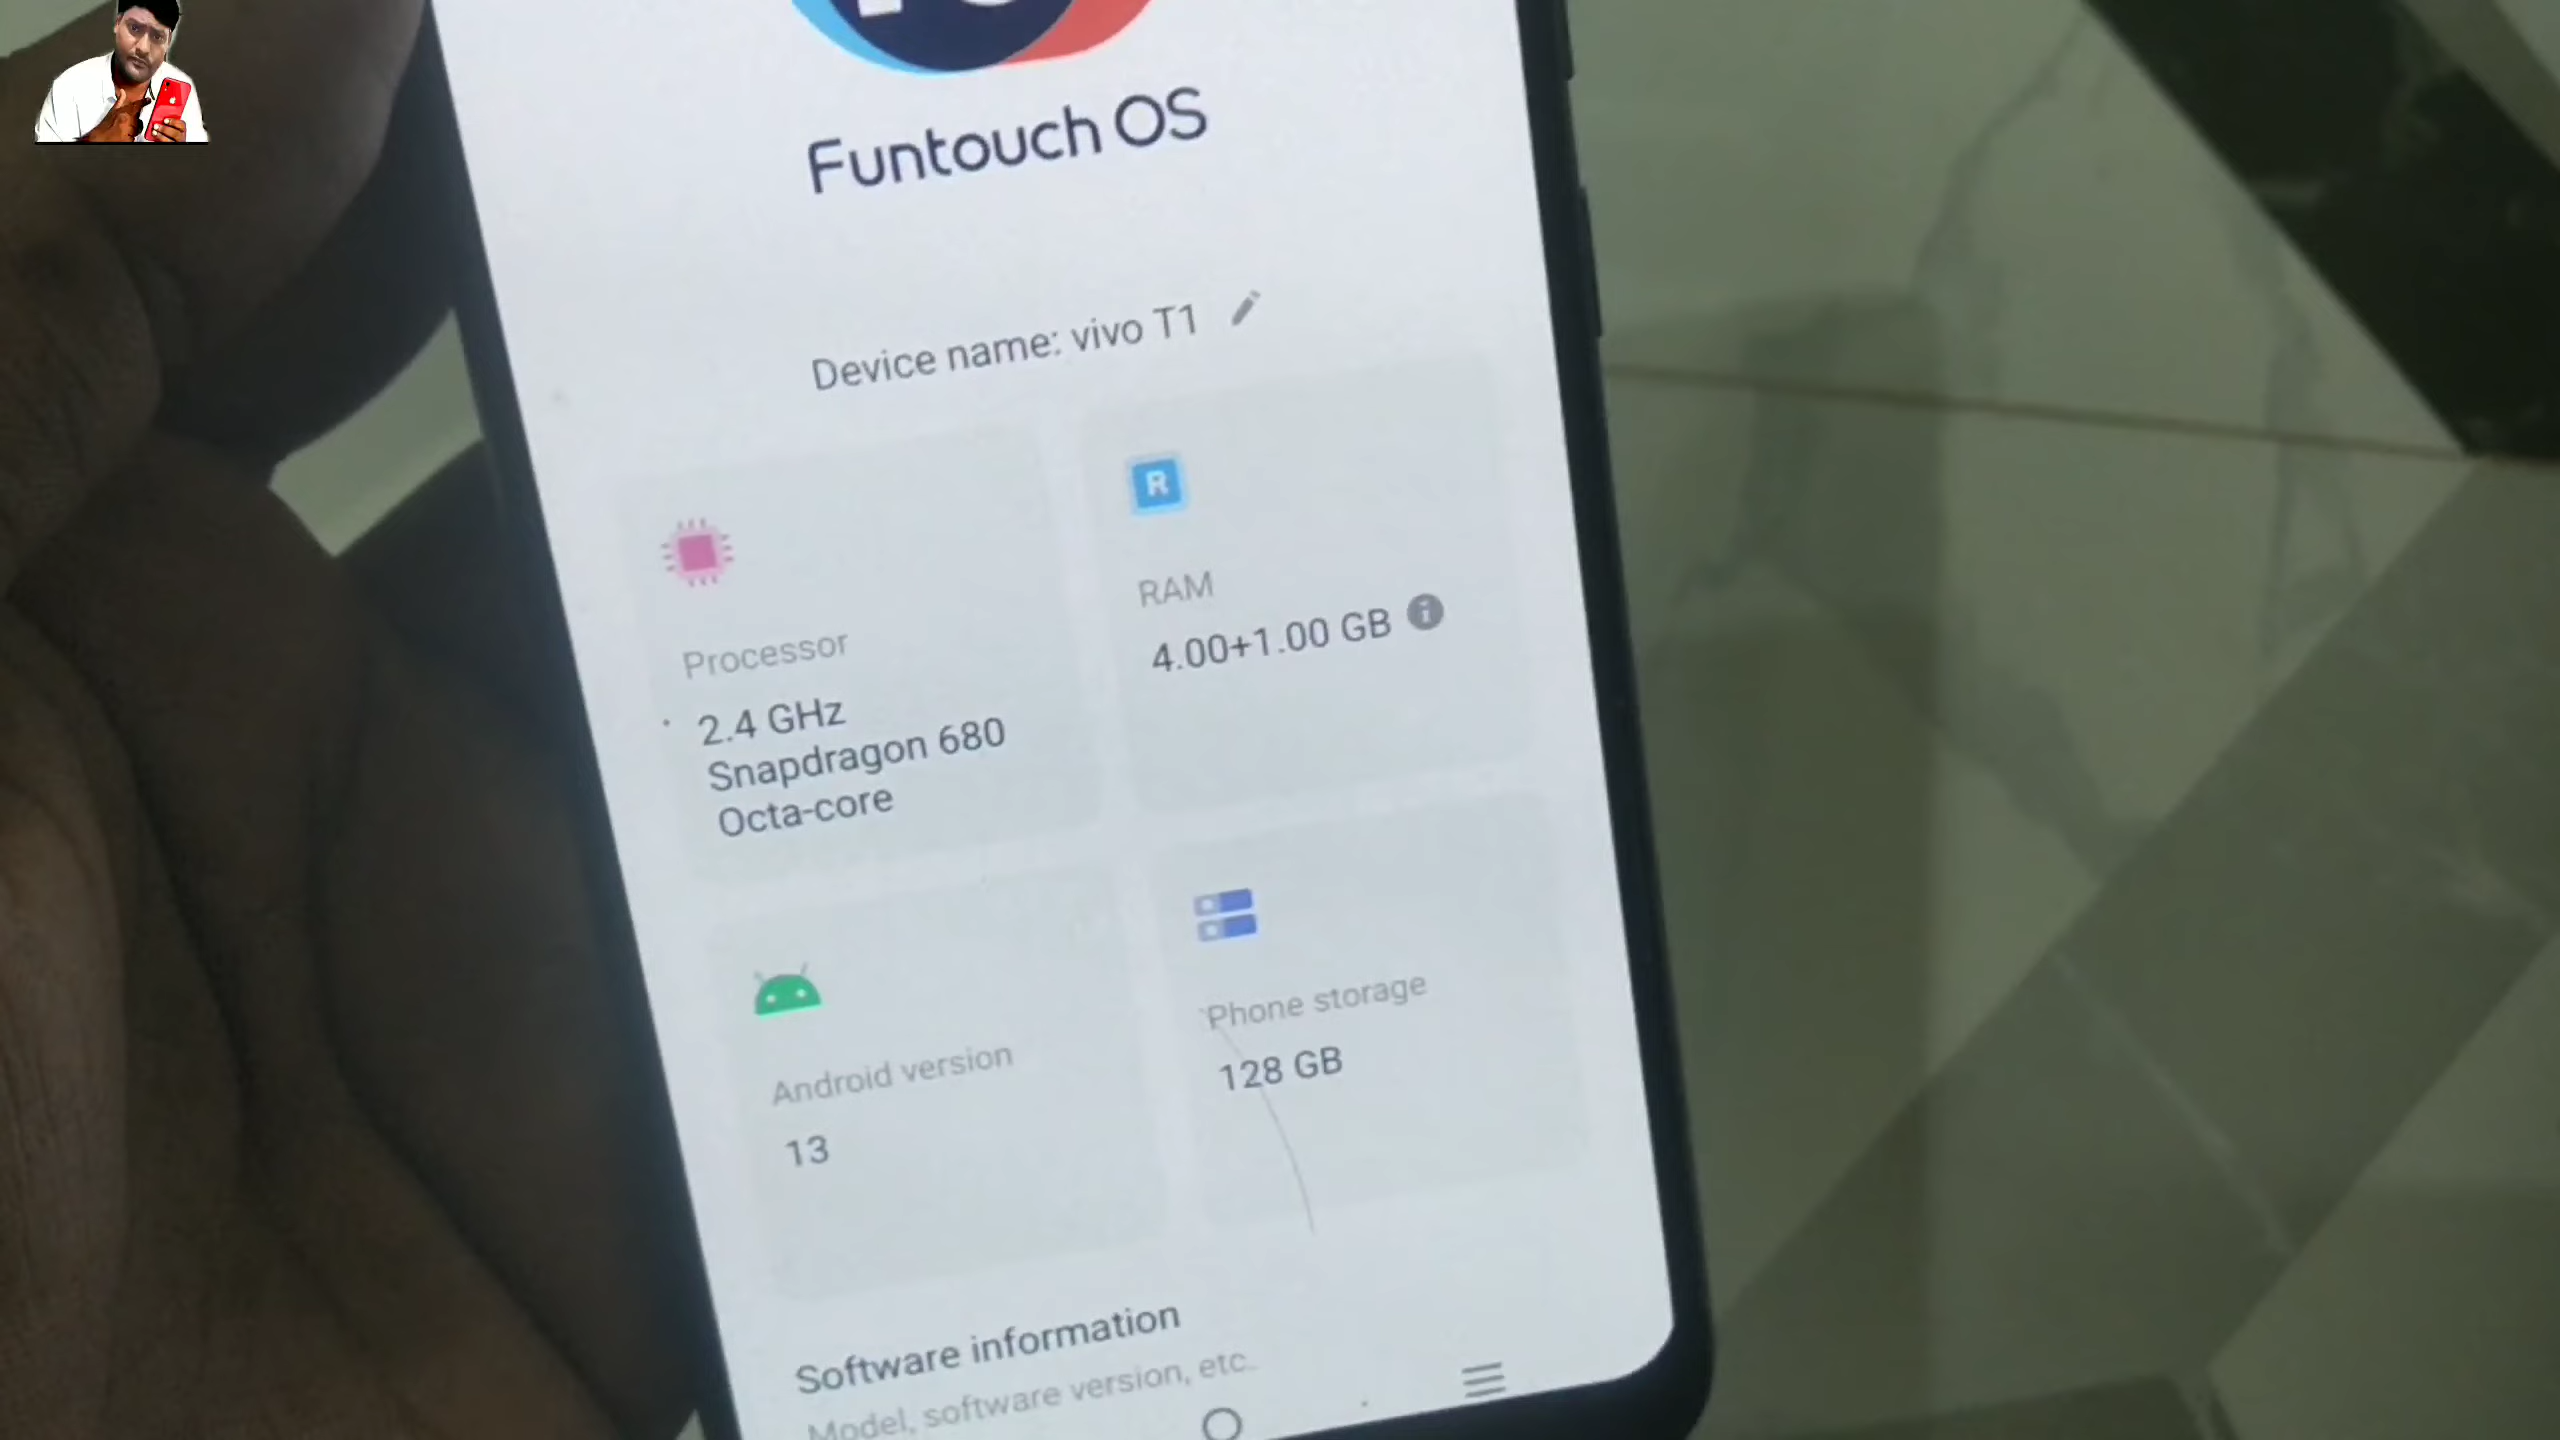 Funtouch OS
Device name: vivo T1
R
RAM
4.00+1.00 GB
Processor
2.4 GHz
Snapdragon 680
Octa-core
Phone storage
128 GB
Android version
13
Software information
Model, software version, etc.